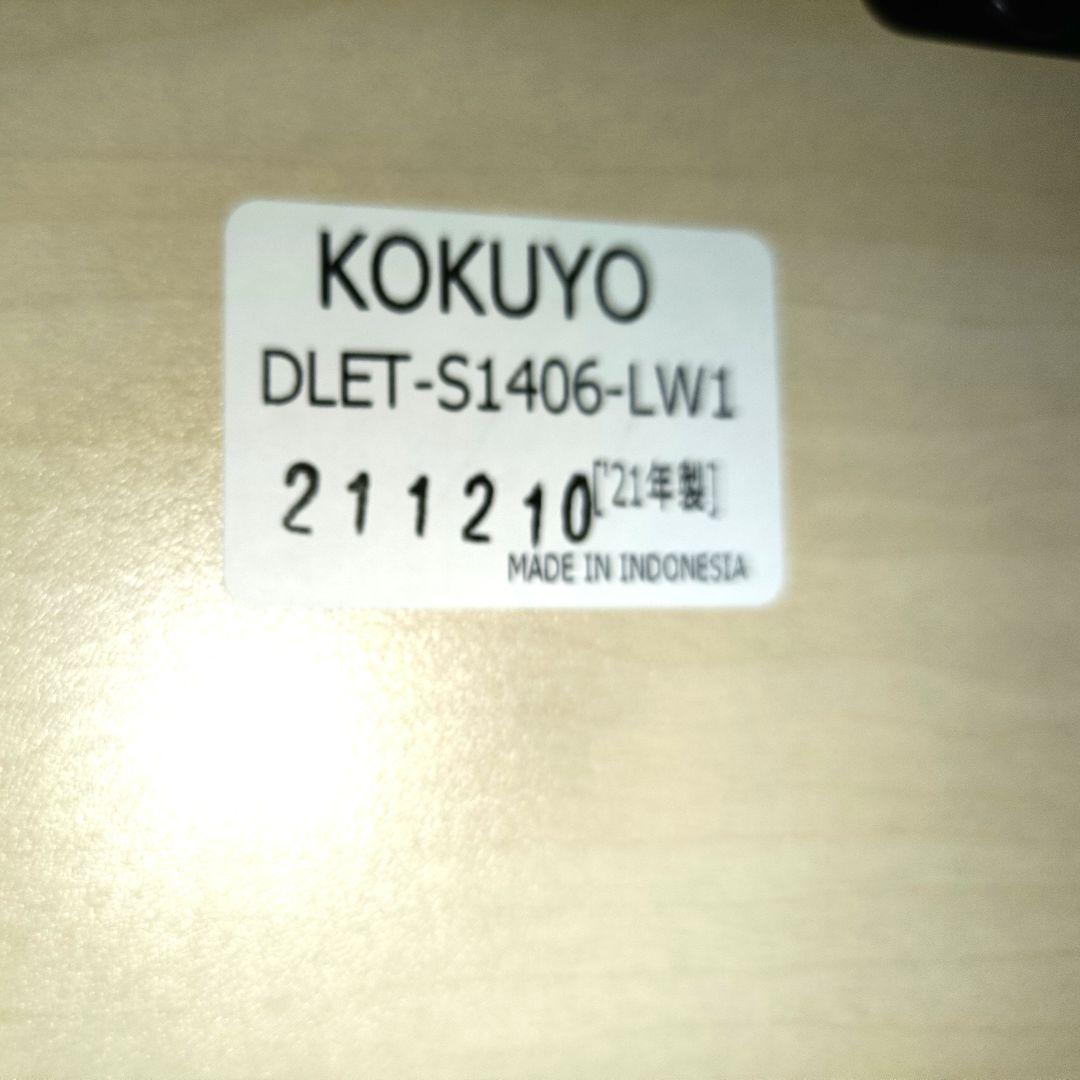 KOKUYO
DLET-S1406-LW1
211210['21年製]
MADE IN INDONESIA